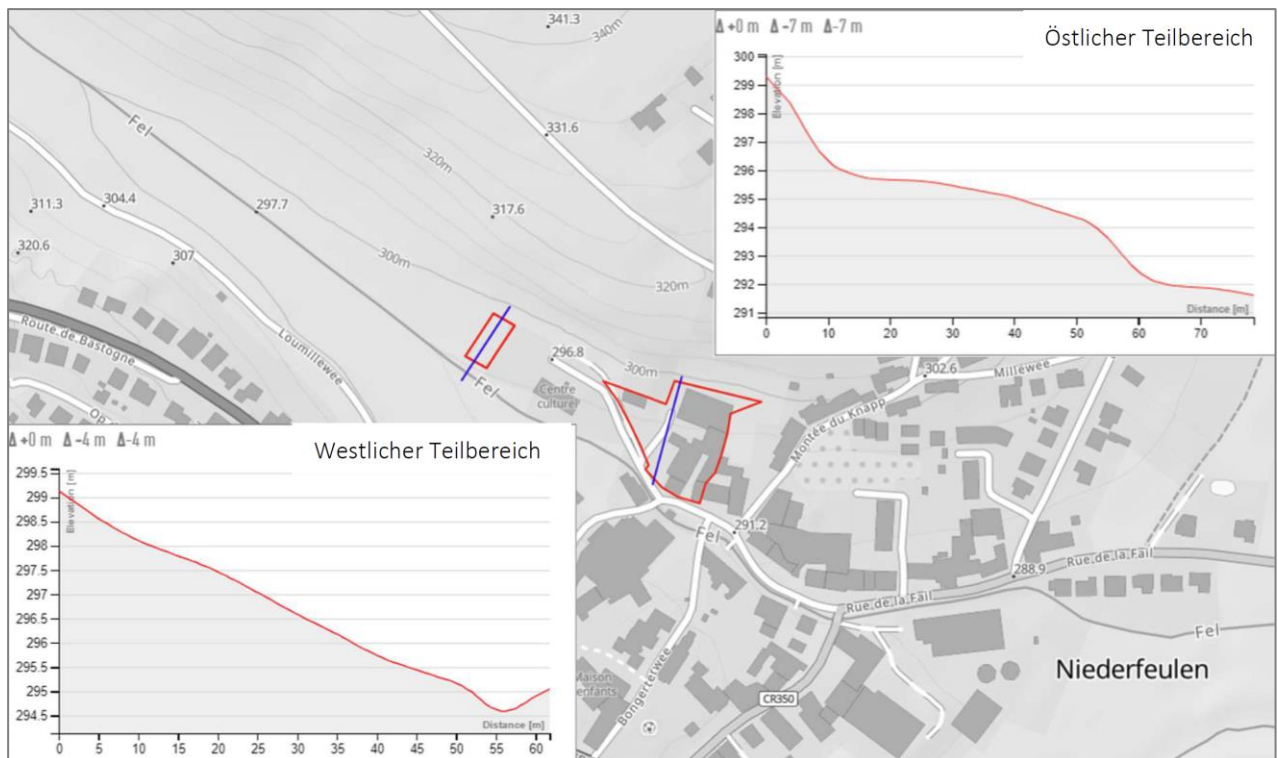 341.3
340m
Fel
331.6
320m
311.3
304.4
297.7
317.6
320.6
307
300m
320m
Route de Bastogne
Loumillewee
Op
296.8
Fel
Centre
culturel
300m
302.6
Millewee
Montée du Knapp
291.2
Fel
288.9
Rue de la Fail
Rue de la Fail
Fel
Niederfeulen
Maison
enfants
Bongerterwee
CR350
Δ +0 m Δ -7 m Δ-7 m
Östlicher Teilbereich
Elevation [m]
300
299
298
297
296
295
294
293
292
291
Distance [m]
0 10 20 30 40 50 60 70
Δ +0 m Δ -4 m Δ-4 m
Westlicher Teilbereich
Elevation [m]
299.5
299
298.5
298
297.5
297
296.5
296
295.5
295
294.5
Distance [m]
0 5 10 15 20 25 30 35 40 45 50 55 60